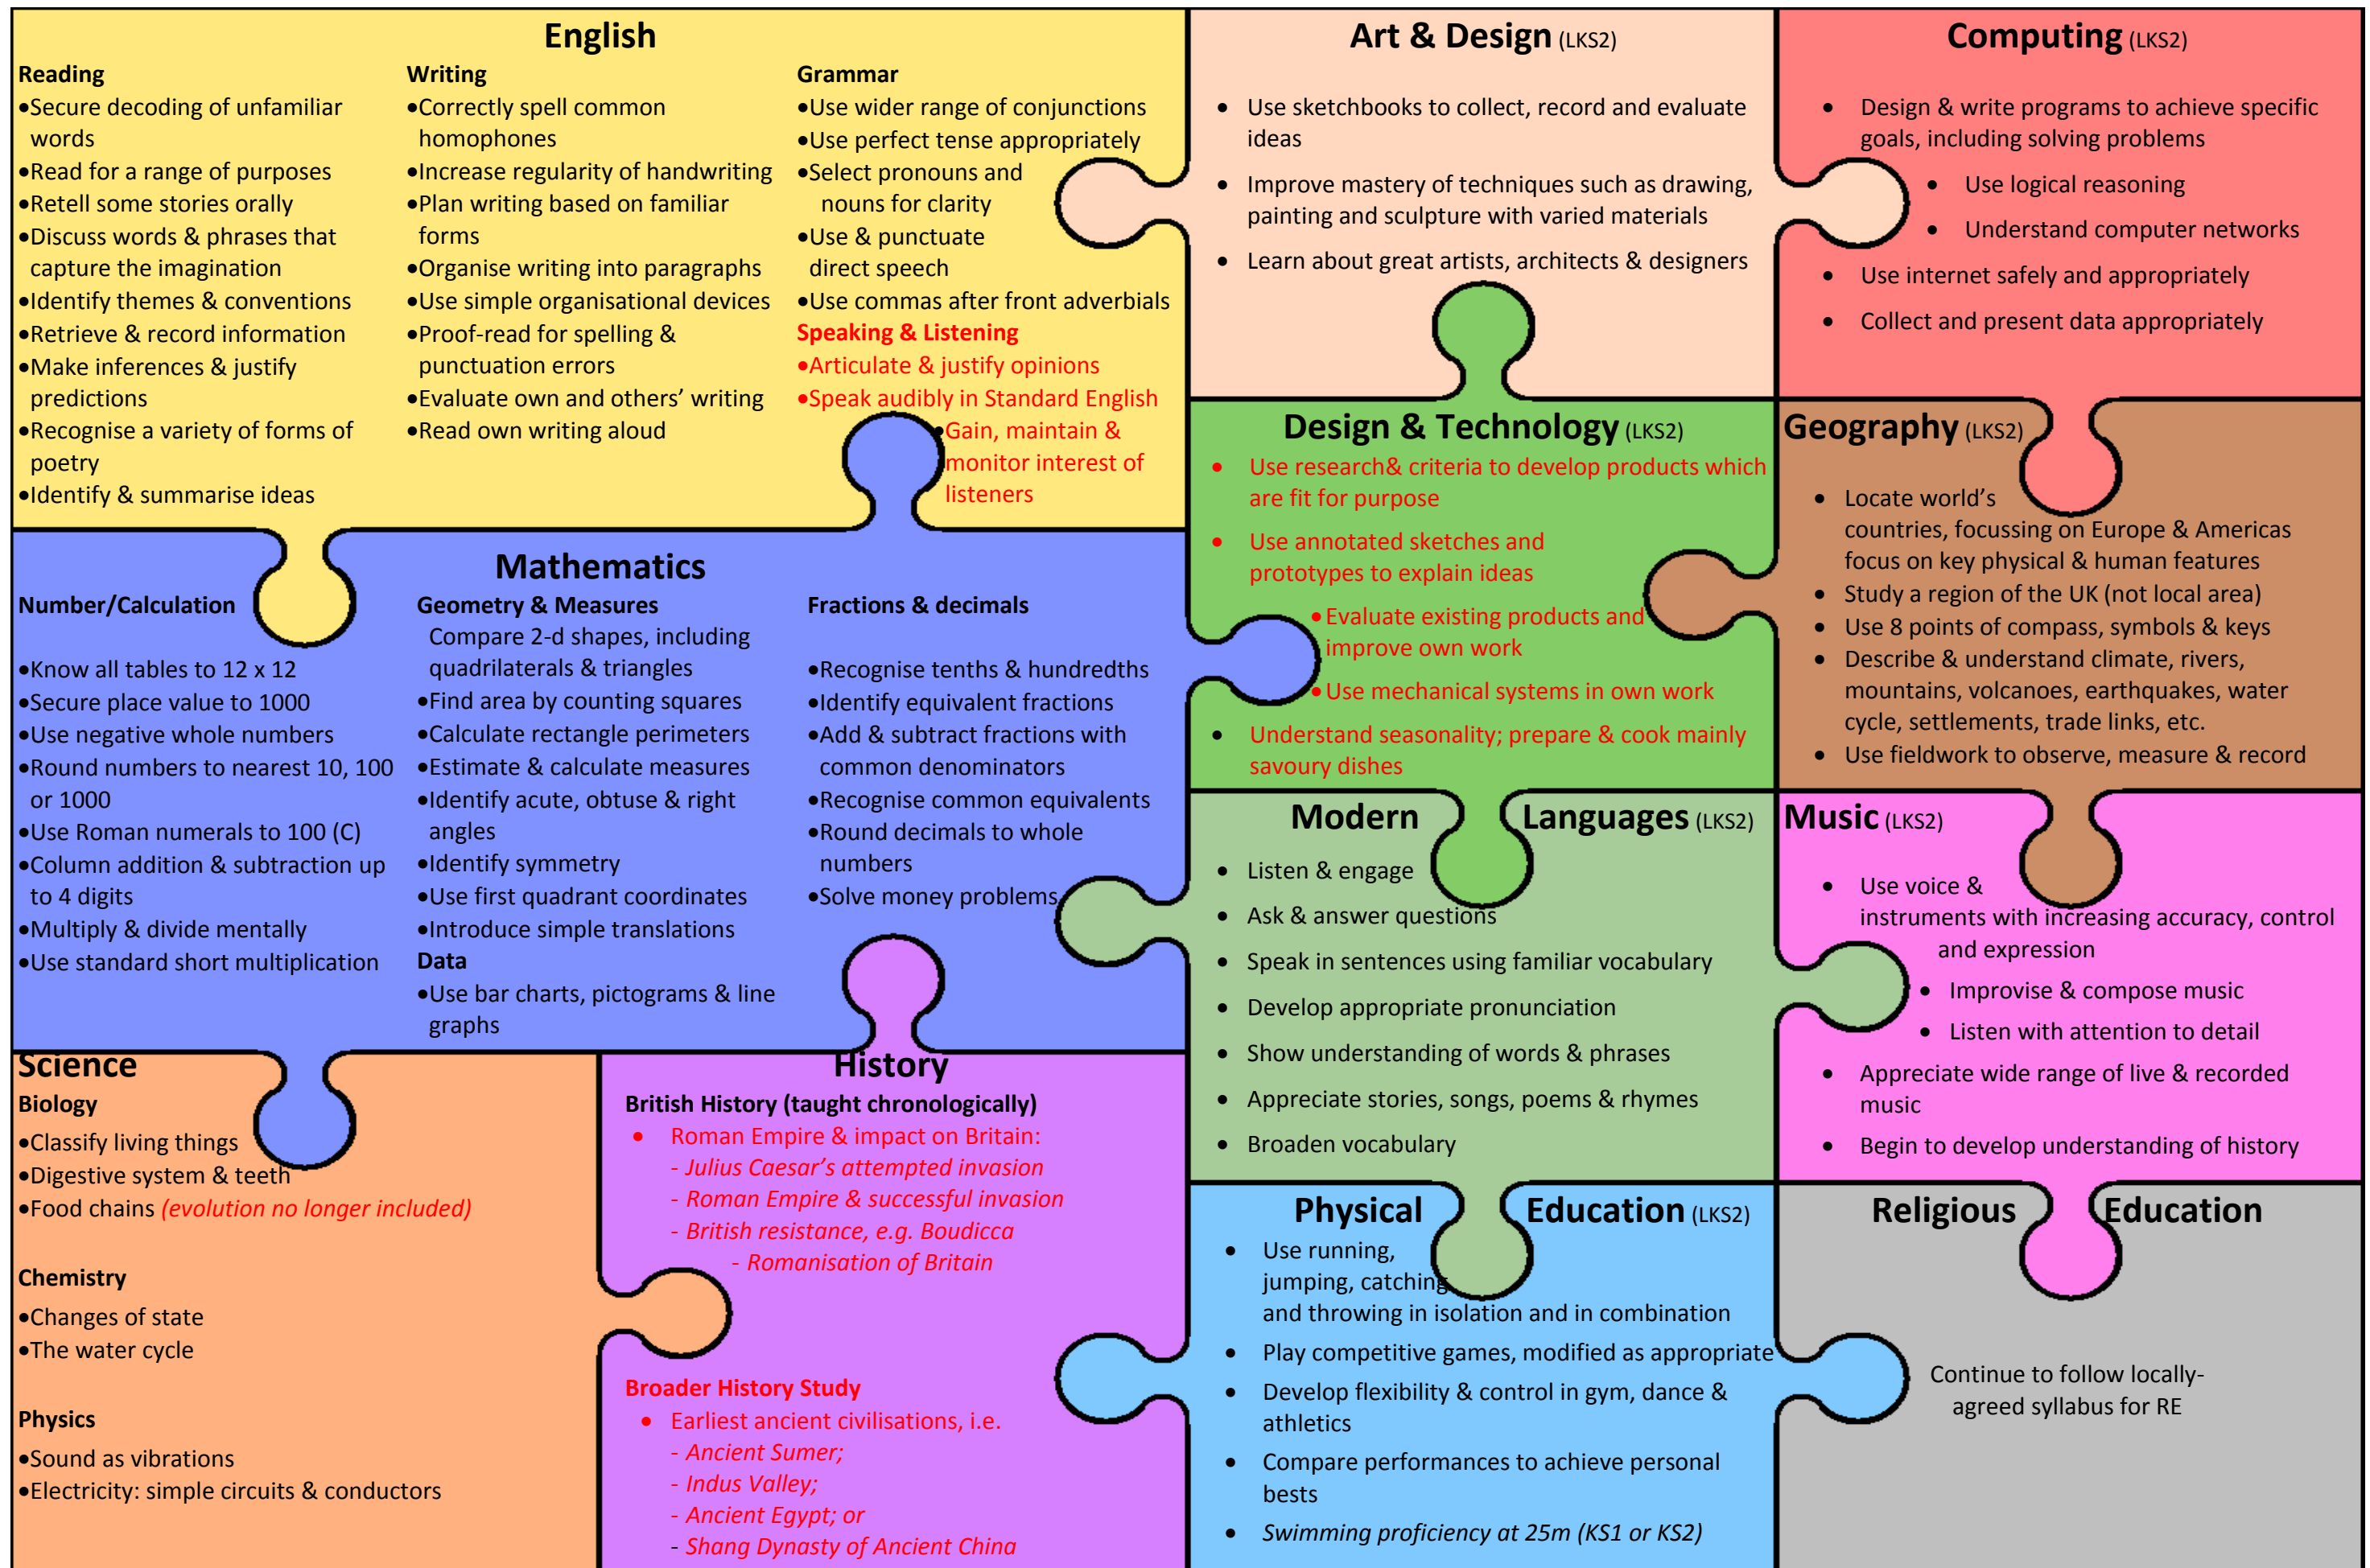 English
Reading
•Secure decoding of unfamiliar
words
•Read for a range of purposes
•Retell some stories orally
•Discuss words & phrases that
capture the imagination
•Identify themes & conventions
•Retrieve & record information
•Make inferences & justify
predictions
•Recognise a variety of forms of
poetry
•Identify & summarise ideas
Writing
•Correctly spell common
homophones
•Increase regularity of handwriting
•Plan writing based on familiar
forms
•Organise writing into paragraphs
•Use simple organisational devices
•Proof-read for spelling &
punctuation errors
•Evaluate own and others’ writing
•Read own writing aloud
Grammar
•Use wider range of conjunctions
•Use perfect tense appropriately
•Select pronouns and
nouns for clarity
•Use & punctuate
direct speech
•Use commas after front adverbials
Speaking & Listening
•Articulate & justify opinions
•Speak audibly in Standard English
•Gain, maintain &
monitor interest of
listeners
Art & Design (LKS2)
• Use sketchbooks to collect, record and evaluate
ideas
• Improve mastery of techniques such as drawing,
painting and sculpture with varied materials
• Learn about great artists, architects & designers
Computing (LKS2)
• Design & write programs to achieve specific
goals, including solving problems
• Use logical reasoning
• Understand computer networks
• Use internet safely and appropriately
• Collect and present data appropriately
Design & Technology (LKS2)
• Use research& criteria to develop products which
are fit for purpose
• Use annotated sketches and
prototypes to explain ideas
•Evaluate existing products and
improve own work
•Use mechanical systems in own work
• Understand seasonality; prepare & cook mainly
savoury dishes
Geography (LKS2)
• Locate world’s
countries, focussing on Europe & Americas
focus on key physical & human features
• Study a region of the UK (not local area)
• Use 8 points of compass, symbols & keys
• Describe & understand climate, rivers,
mountains, volcanoes, earthquakes, water
cycle, settlements, trade links, etc.
• Use fieldwork to observe, measure & record
Mathematics
Number/Calculation
•Know all tables to 12 x 12
•Secure place value to 1000
•Use negative whole numbers
•Round numbers to nearest 10, 100
or 1000
•Use Roman numerals to 100 (C)
•Column addition & subtraction up
to 4 digits
•Multiply & divide mentally
•Use standard short multiplication
Geometry & Measures
Compare 2-d shapes, including
quadrilaterals & triangles
•Find area by counting squares
•Calculate rectangle perimeters
•Estimate & calculate measures
•Identify acute, obtuse & right
angles
•Identify symmetry
•Use first quadrant coordinates
•Introduce simple translations
Data
•Use bar charts, pictograms & line
graphs
Fractions & decimals
•Recognise tenths & hundredths
•Identify equivalent fractions
•Add & subtract fractions with
common denominators
•Recognise common equivalents
•Round decimals to whole
numbers
•Solve money problems
Modern Languages (LKS2)
• Listen & engage
• Ask & answer questions
• Speak in sentences using familiar vocabulary
• Develop appropriate pronunciation
• Show understanding of words & phrases
• Appreciate stories, songs, poems & rhymes
• Broaden vocabulary
Music (LKS2)
• Use voice &
instruments with increasing accuracy, control
and expression
• Improvise & compose music
• Listen with attention to detail
• Appreciate wide range of live & recorded
music
• Begin to develop understanding of history
Science
Biology
•Classify living things
•Digestive system & teeth
•Food chains (evolution no longer included)
Chemistry
•Changes of state
•The water cycle
Physics
•Sound as vibrations
•Electricity: simple circuits & conductors
History
British History (taught chronologically)
• Roman Empire & impact on Britain:
- Julius Caesar’s attempted invasion
- Roman Empire & successful invasion
- British resistance, e.g. Boudicca
- Romanisation of Britain
Broader History Study
• Earliest ancient civilisations, i.e.
- Ancient Sumer;
- Indus Valley;
- Ancient Egypt; or
- Shang Dynasty of Ancient China
Physical Education (LKS2)
• Use running,
jumping, catching
and throwing in isolation and in combination
• Play competitive games, modified as appropriate
• Develop flexibility & control in gym, dance &
athletics
• Compare performances to achieve personal
bests
• Swimming proficiency at 25m (KS1 or KS2)
Religious Education
Continue to follow locally-
agreed syllabus for RE